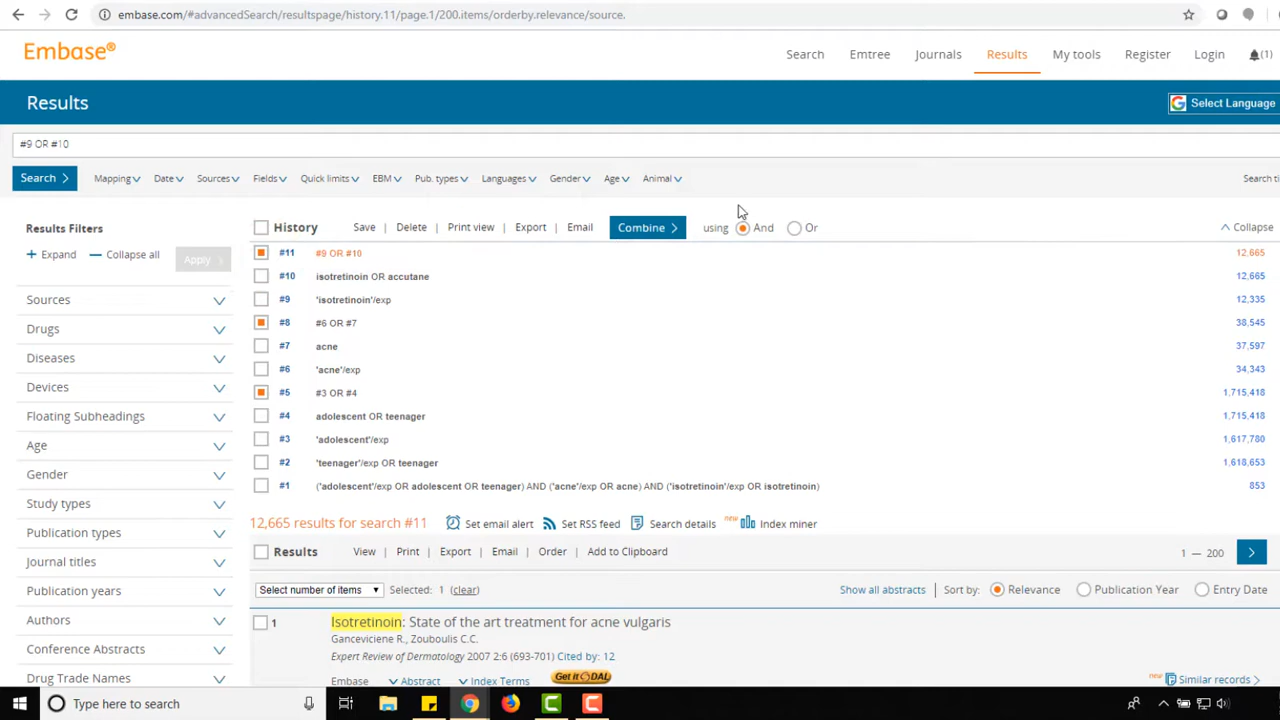 embase.com/#advancedSearch/resultspage/history.11/page.1/200.items/orderby.relevance/source.
Embase®
Search Emtree Journals Results My tools Register Login (1)
Results
Select Language
#9 OR #10
Search Mapping Date Sources Fields Quick limits EBM Pub. types Languages Gender Age Animal
Results Filters
Expand Collapse all Apply
Sources
Drugs
Diseases
Devices
Floating Subheadings
Age
Gender
Study types
Publication types
Journal titles
Publication years
Authors
Conference Abstracts
Drug Trade Names
History Save Delete Print view Export Email Combine using And Or Collapse
#11 #9 OR #10 12,665
#10 isotretinoin OR accutane 12,665
#9 'isotretinoin'/exp 12,335
#8 #6 OR #7 38,545
#7 acne 37,597
#6 'acne'/exp 34,343
#5 #3 OR #4 1,715,418
#4 adolescent OR teenager 1,715,418
#3 'adolescent'/exp 1,617,780
#2 'teenager'/exp OR teenager 1,618,653
#1 ('adolescent'/exp OR adolescent OR teenager) AND ('acne'/exp OR acne) AND ('isotretinoin'/exp OR isotretinoin) 853
12,665 results for search #11 Set email alert Set RSS feed Search details new Index miner
Results View Print Export Email Order Add to Clipboard 1 — 200
Select number of items Selected: 1 (clear) Show all abstracts Sort by: Relevance Publication Year Entry Date
1 Isotretinoin: State of the art treatment for acne vulgaris
Ganceviciene R., Zouboulis C.C.
Expert Review of Dermatology 2007 2:6 (693-701) Cited by: 12
Embase Abstract Index Terms Get it @ DAL new Similar records
Type here to search